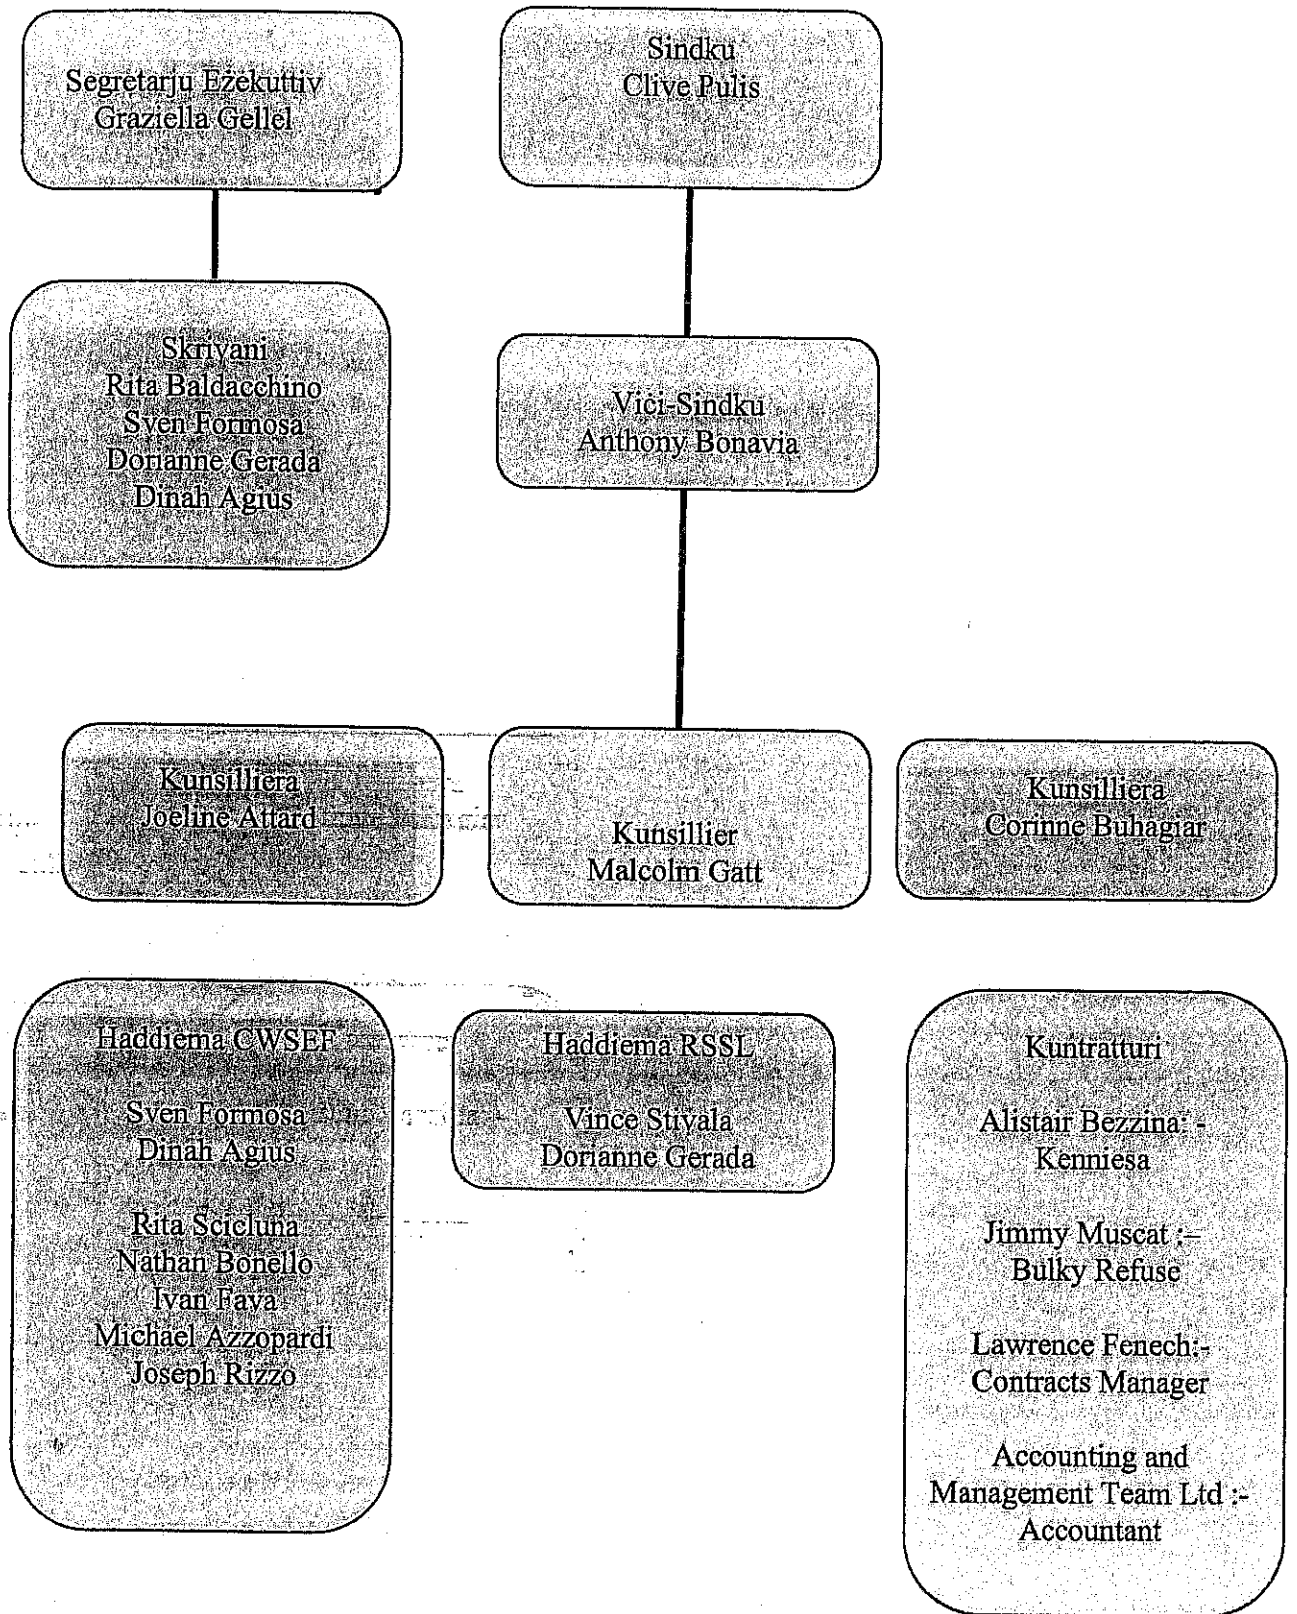 Segretarju Eżekuttiv
Graziella Gellel
Sindku
Clive Pulis
Skrivani
Rita Baldacchino
Sven Formosa
Dorianne Gerada
Dinah Agius
Viċi-Sindku
Anthony Bonavia
Kunsilliera
Joeline Attard
Kunsillier
Malcolm Gatt
Kunsilliera
Corinne Buhagiar
Haddiema CWSEF
Sven Formosa
Dinah Agius
Rita Scicluna
Nathan Bonello
Ivan Fava
Michael Azzopardi
Joseph Rizzo
Haddiema RSSL
Vince Stivala
Dorianne Gerada
Kuntratturi
Alistair Bezzina: -
Kenniesa
Jimmy Muscat :–
Bulky Refuse
Lawrence Fenech:-
Contracts Manager
Accounting and
Management Team Ltd :-
Accountant